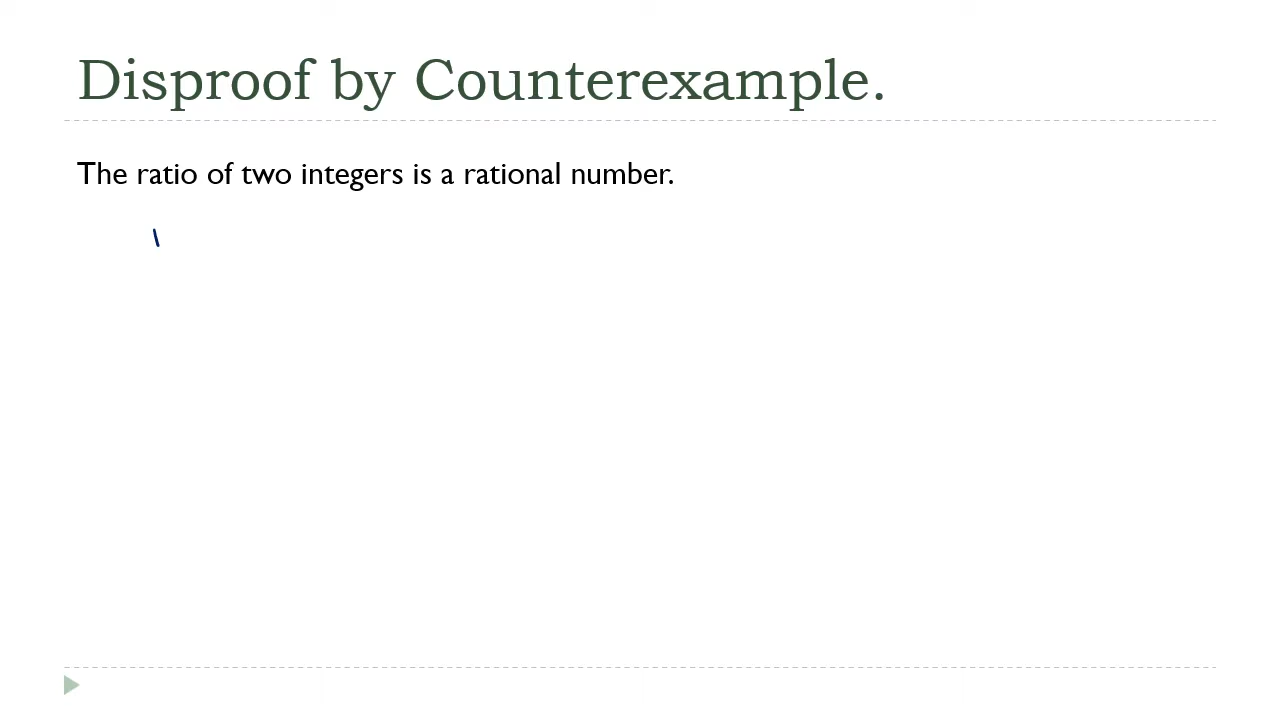 Disproof by Counterexample.
The ratio of two integers is a rational number.